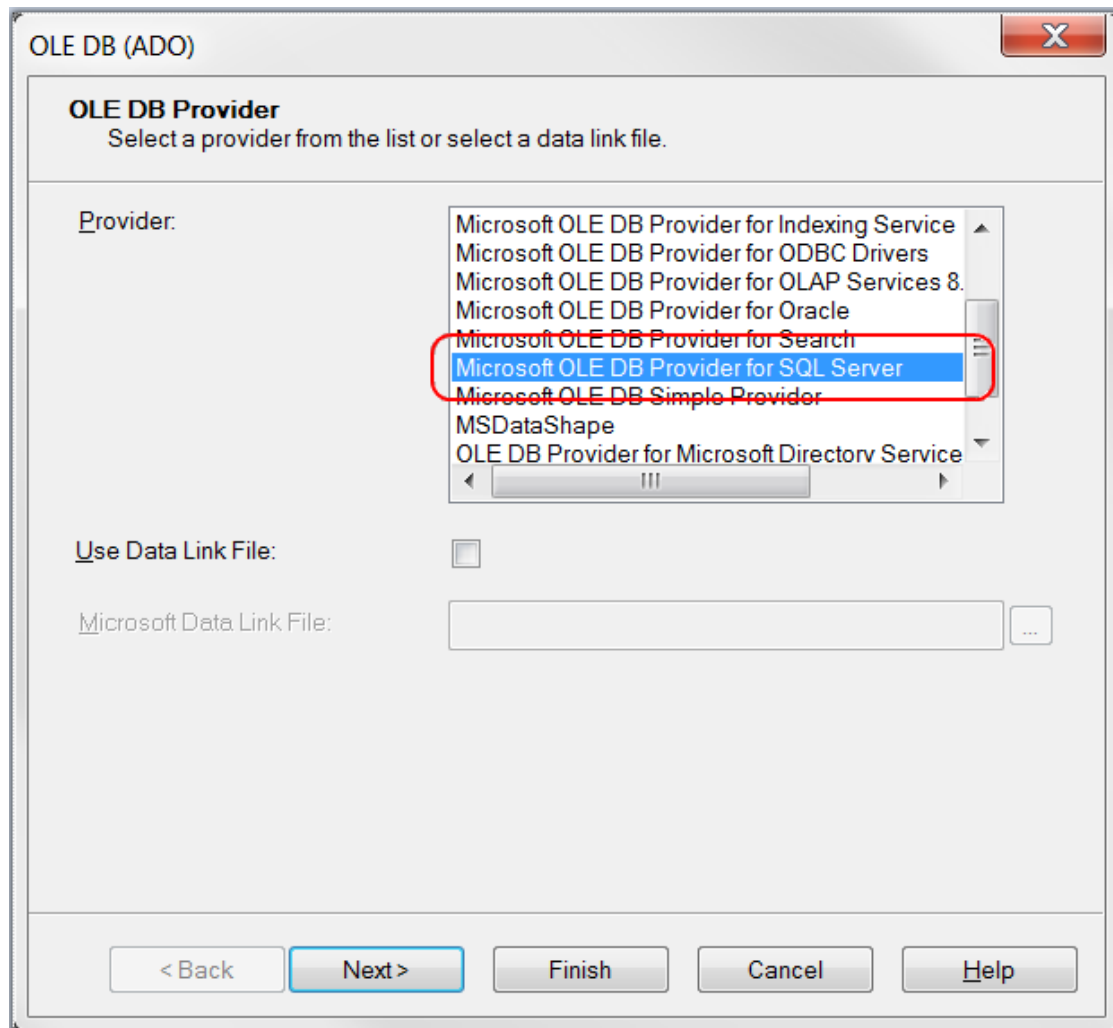 OLE DB (ADO)
OLE DB Provider
Select a provider from the list or select a data link file.
Provider:
Microsoft OLE DB Provider for Indexing Service
Microsoft OLE DB Provider for ODBC Drivers
Microsoft OLE DB Provider for OLAP Services 8.
Microsoft OLE DB Provider for Oracle
Microsoft OLE DB Provider for Search
Microsoft OLE DB Provider for SQL Server
Microsoft OLE DB Simple Provider
MSDataShape
OLE DB Provider for Microsoft Directory Service
Use Data Link File:
Microsoft Data Link File:
...
< Back Next > Finish Cancel Help